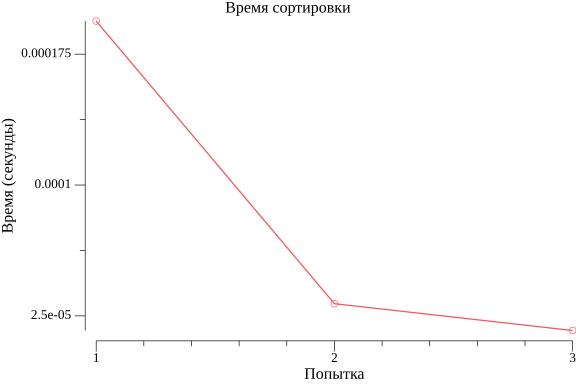 Время сортировки
0.000175
0.0001
2.5e-05
Время (секунды)
1
2
3
Попытка